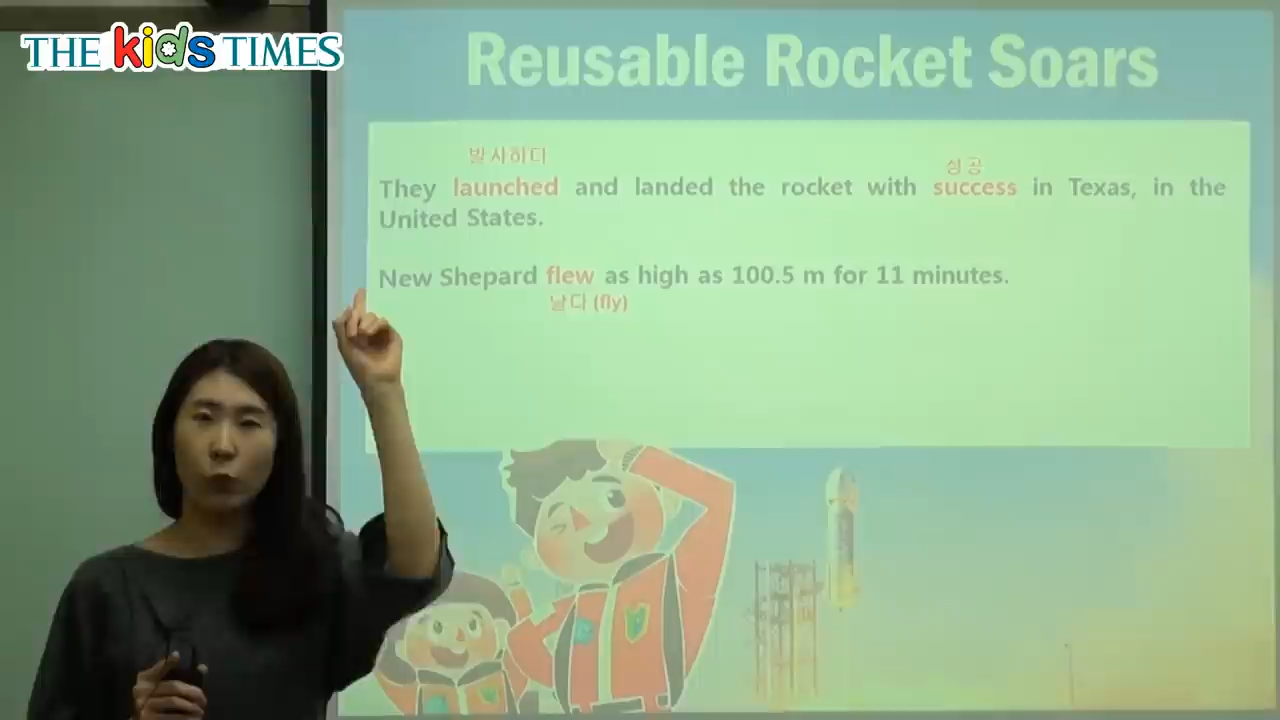 THE kids TIMES
Reusable Rocket Soars
발사하다
성공
They launched and landed the rocket with success in Texas, in the
United States.
New Shepard flew as high as 100.5 m for 11 minutes.
날다 (fly)